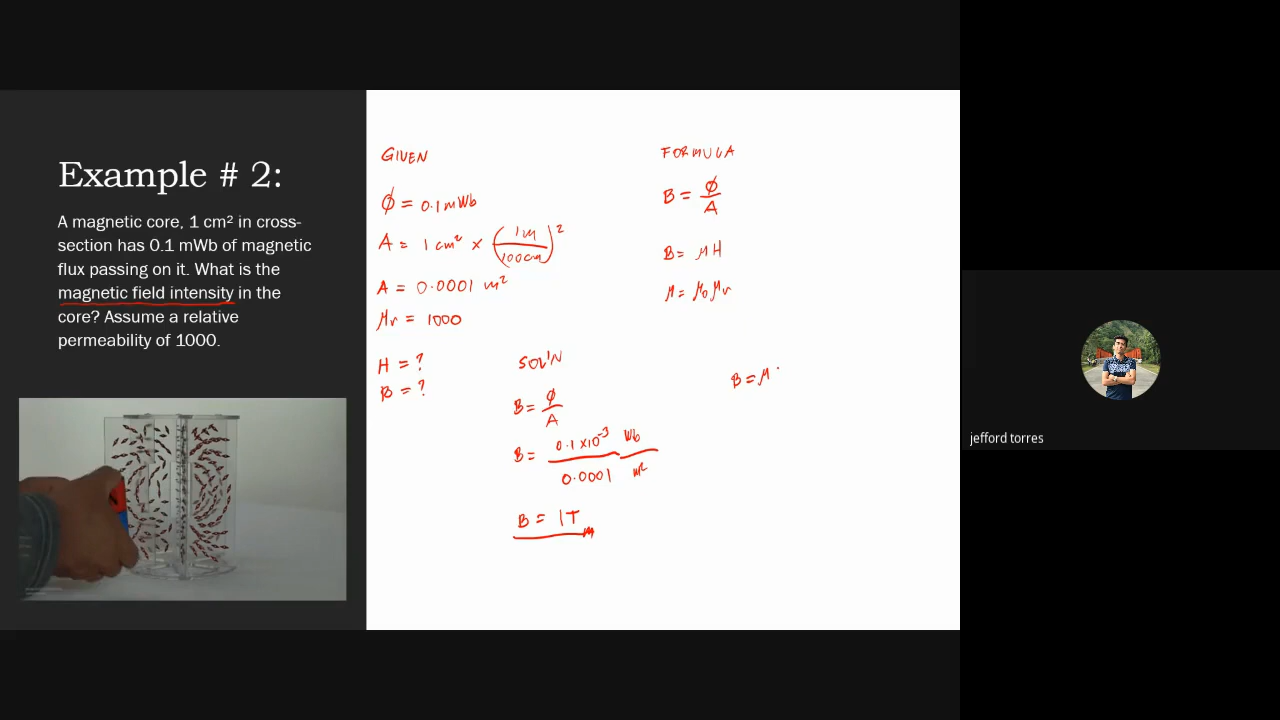 Example # 2:
A magnetic core, 1 cm² in cross-
section has 0.1 mWb of magnetic
flux passing on it. What is the
magnetic field intensity in the
core? Assume a relative
permeability of 1000.
GIVEN
ϕ = 0.1 mWb
A = 1 cm² × (1m/100cm)²
A = 0.0001 m²
μr = 1000
H = ?
B = ?
FORMULA
B = ϕ/A
B = μH
μ = μ₀μr
SOL'N
B = ϕ/A
B = 0.1 x10⁻³/0.0001 Wb/m²
B = 1T
B = μ
jefford torres